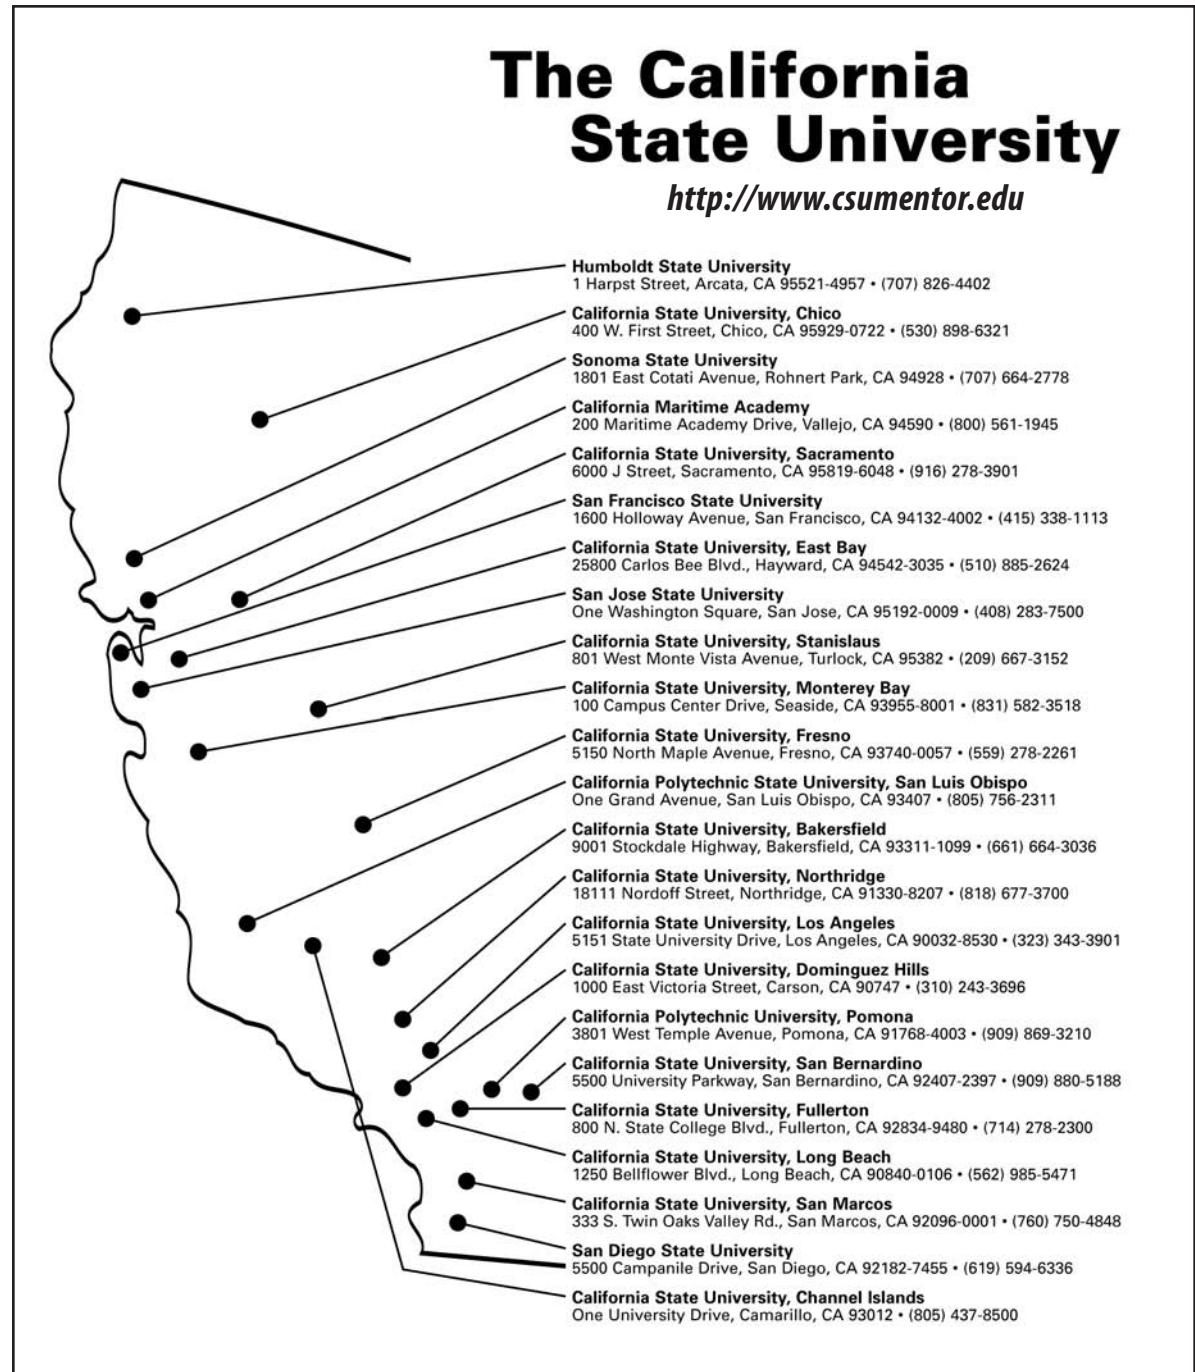 The California
State University
http://www.csumentor.edu
Humboldt State University
1 Harpst Street, Arcata, CA 95521-4957 • (707) 826-4402
California State University, Chico
400 W. First Street, Chico, CA 95929-0722 • (530) 898-6321
Sonoma State University
1801 East Cotati Avenue, Rohnert Park, CA 94928 • (707) 664-2778
California Maritime Academy
200 Maritime Academy Drive, Vallejo, CA 94590 • (800) 561-1945
California State University, Sacramento
6000 J Street, Sacramento, CA 95819-6048 • (916) 278-3901
San Francisco State University
1600 Holloway Avenue, San Francisco, CA 94132-4002 • (415) 338-1113
California State University, East Bay
25800 Carlos Bee Blvd., Hayward, CA 94542-3035 • (510) 885-2624
San Jose State University
One Washington Square, San Jose, CA 95192-0009 • (408) 283-7500
California State University, Stanislaus
801 West Monte Vista Avenue, Turlock, CA 95382 • (209) 667-3152
California State University, Monterey Bay
100 Campus Center Drive, Seaside, CA 93955-8001 • (831) 582-3518
California State University, Fresno
5150 North Maple Avenue, Fresno, CA 93740-0057 • (559) 278-2261
California Polytechnic State University, San Luis Obispo
One Grand Avenue, San Luis Obispo, CA 93407 • (805) 756-2311
California State University, Bakersfield
9001 Stockdale Highway, Bakersfield, CA 93311-1099 • (661) 664-3036
California State University, Northridge
18111 Nordoff Street, Northridge, CA 91330-8207 • (818) 677-3700
California State University, Los Angeles
5151 State University Drive, Los Angeles, CA 90032-8530 • (323) 343-3901
California State University, Dominguez Hills
1000 East Victoria Street, Carson, CA 90747 • (310) 243-3696
California Polytechnic University, Pomona
3801 West Temple Avenue, Pomona, CA 91768-4003 • (909) 869-3210
California State University, San Bernardino
5500 University Parkway, San Bernardino, CA 92407-2397 • (909) 880-5188
California State University, Fullerton
800 N. State College Blvd., Fullerton, CA 92834-9480 • (714) 278-2300
California State University, Long Beach
1250 Bellflower Blvd., Long Beach, CA 90840-0106 • (562) 985-5471
California State University, San Marcos
333 S. Twin Oaks Valley Rd., San Marcos, CA 92096-0001 • (760) 750-4848
San Diego State University
5500 Campanile Drive, San Diego, CA 92182-7455 • (619) 594-6336
California State University, Channel Islands
One University Drive, Camarillo, CA 93012 • (805) 437-8500